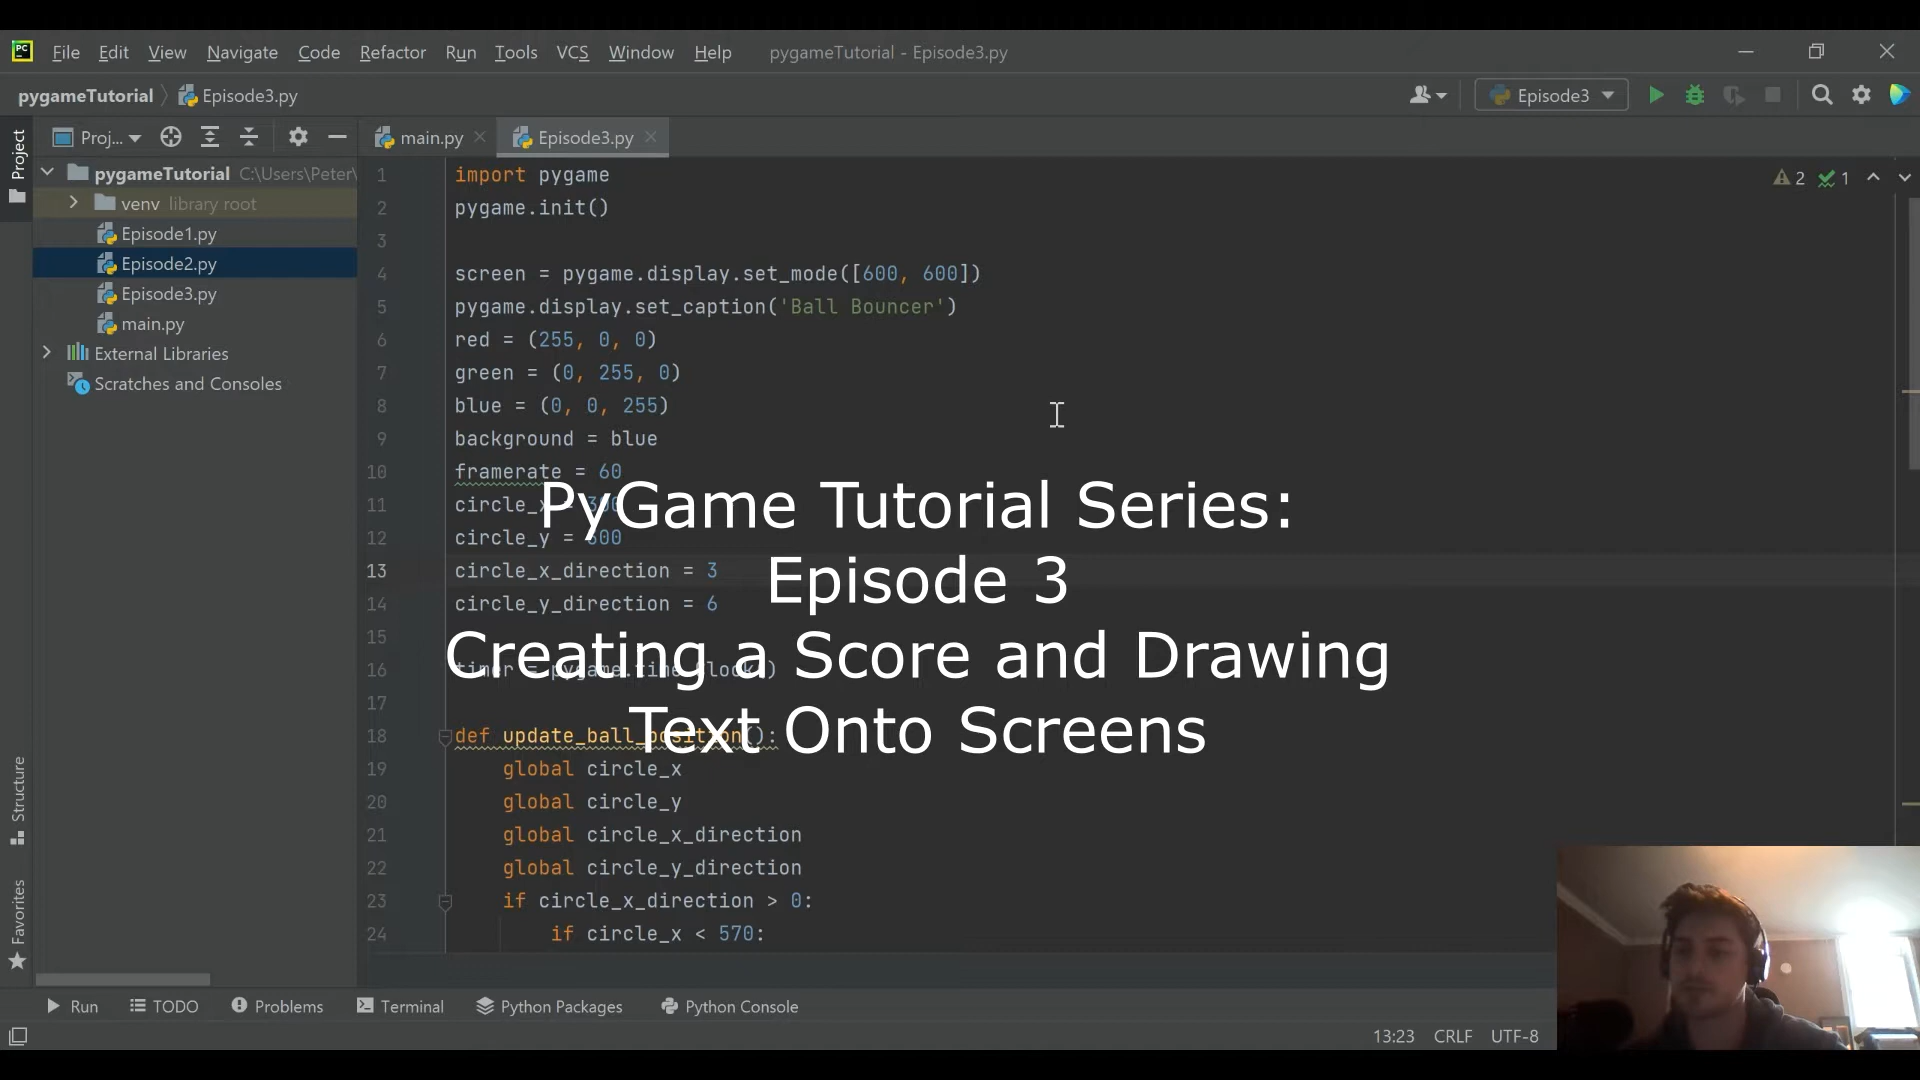 PC File Edit View Navigate Code Refactor Run Tools VCS Window Help pygameTutorial - Episode3.py
pygameTutorial Episode3.py Episode3
Proj... main.py Episode3.py
Project
pygameTutorial C:\Users\Peter\
venv library root
Episode1.py
Episode2.py
Episode3.py
main.py
External Libraries
Scratches and Consoles
2 1
1 import pygame
2 pygame.init()
3
4 screen = pygame.display.set_mode([600, 600])
5 pygame.display.set_caption('Ball Bouncer')
6 red = (255, 0, 0)
7 green = (0, 255, 0)
8 blue = (0, 0, 255)
9 background = blue
10 framerate = 60
11 circle_x =
12 circle_y =
13 circle_x_direction = 3
14 circle_y_direction = 6
15
16 timer = pygame.time.Clock()
17
18 def update_ball_position():
19 global circle_x
20 global circle_y
21 global circle_x_direction
22 global circle_y_direction
23 if circle_x_direction > 0:
24 if circle_x < 570:
PyGame Tutorial Series:
Episode 3
Creating a Score and Drawing
Text Onto Screens
Structure
Favorites
Run TODO Problems Terminal Python Packages Python Console
13:23 CRLF UTF-8